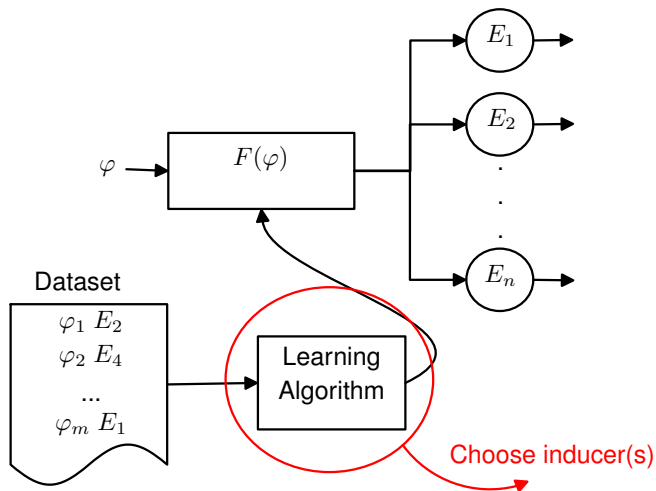 E₁
E₂
.
.
.
Eₙ
φ
F(φ)
Dataset
φ₁ E₂
φ₂ E₄
...
φₘ E₁
Learning
Algorithm
Choose inducer(s)